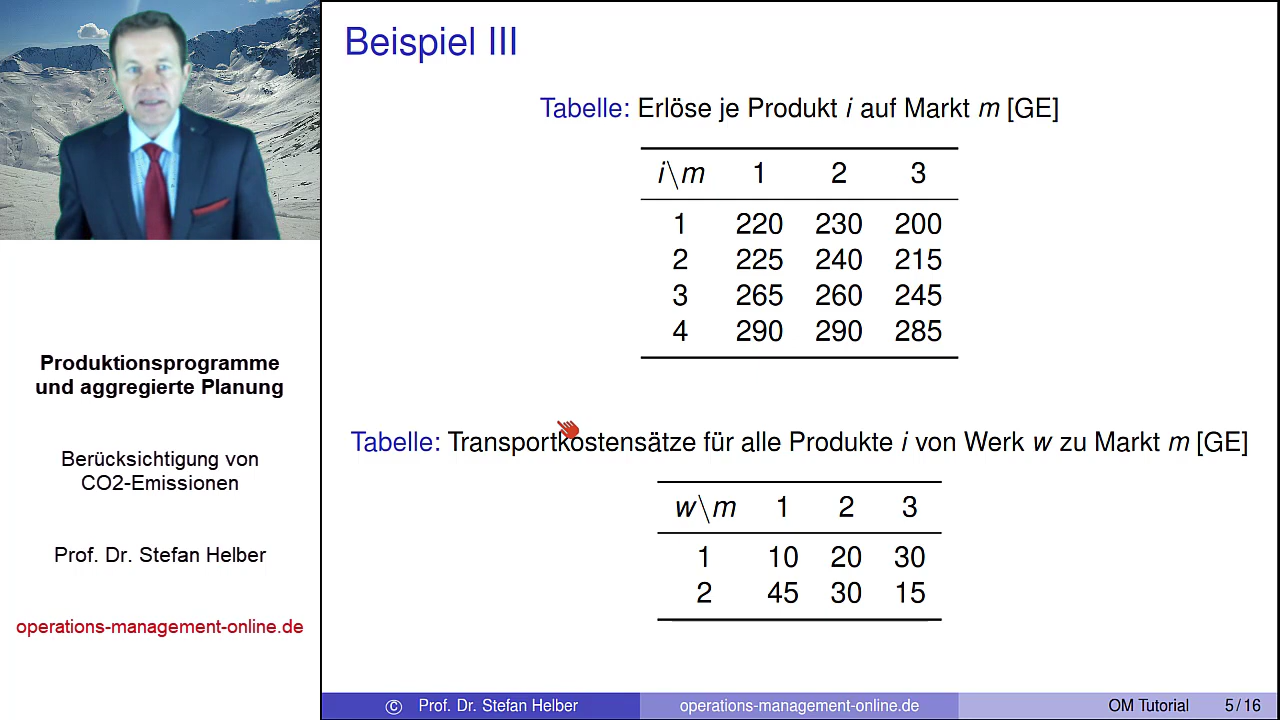 Beispiel III
Tabelle: Erlöse je Produkt i auf Markt m [GE]
i\m 1 2 3
1 220 230 200
2 225 240 215
3 265 260 245
4 290 290 285
Tabelle: Transportkostensätze für alle Produkte i von Werk w zu Markt m [GE]
w\m 1 2 3
1 10 20 30
2 45 30 15
Produktionsprogramme
und aggregierte Planung
Berücksichtigung von
CO2-Emissionen
Prof. Dr. Stefan Helber
operations-management-online.de
© Prof. Dr. Stefan Helber operations-management-online.de OM Tutorial 5 / 16